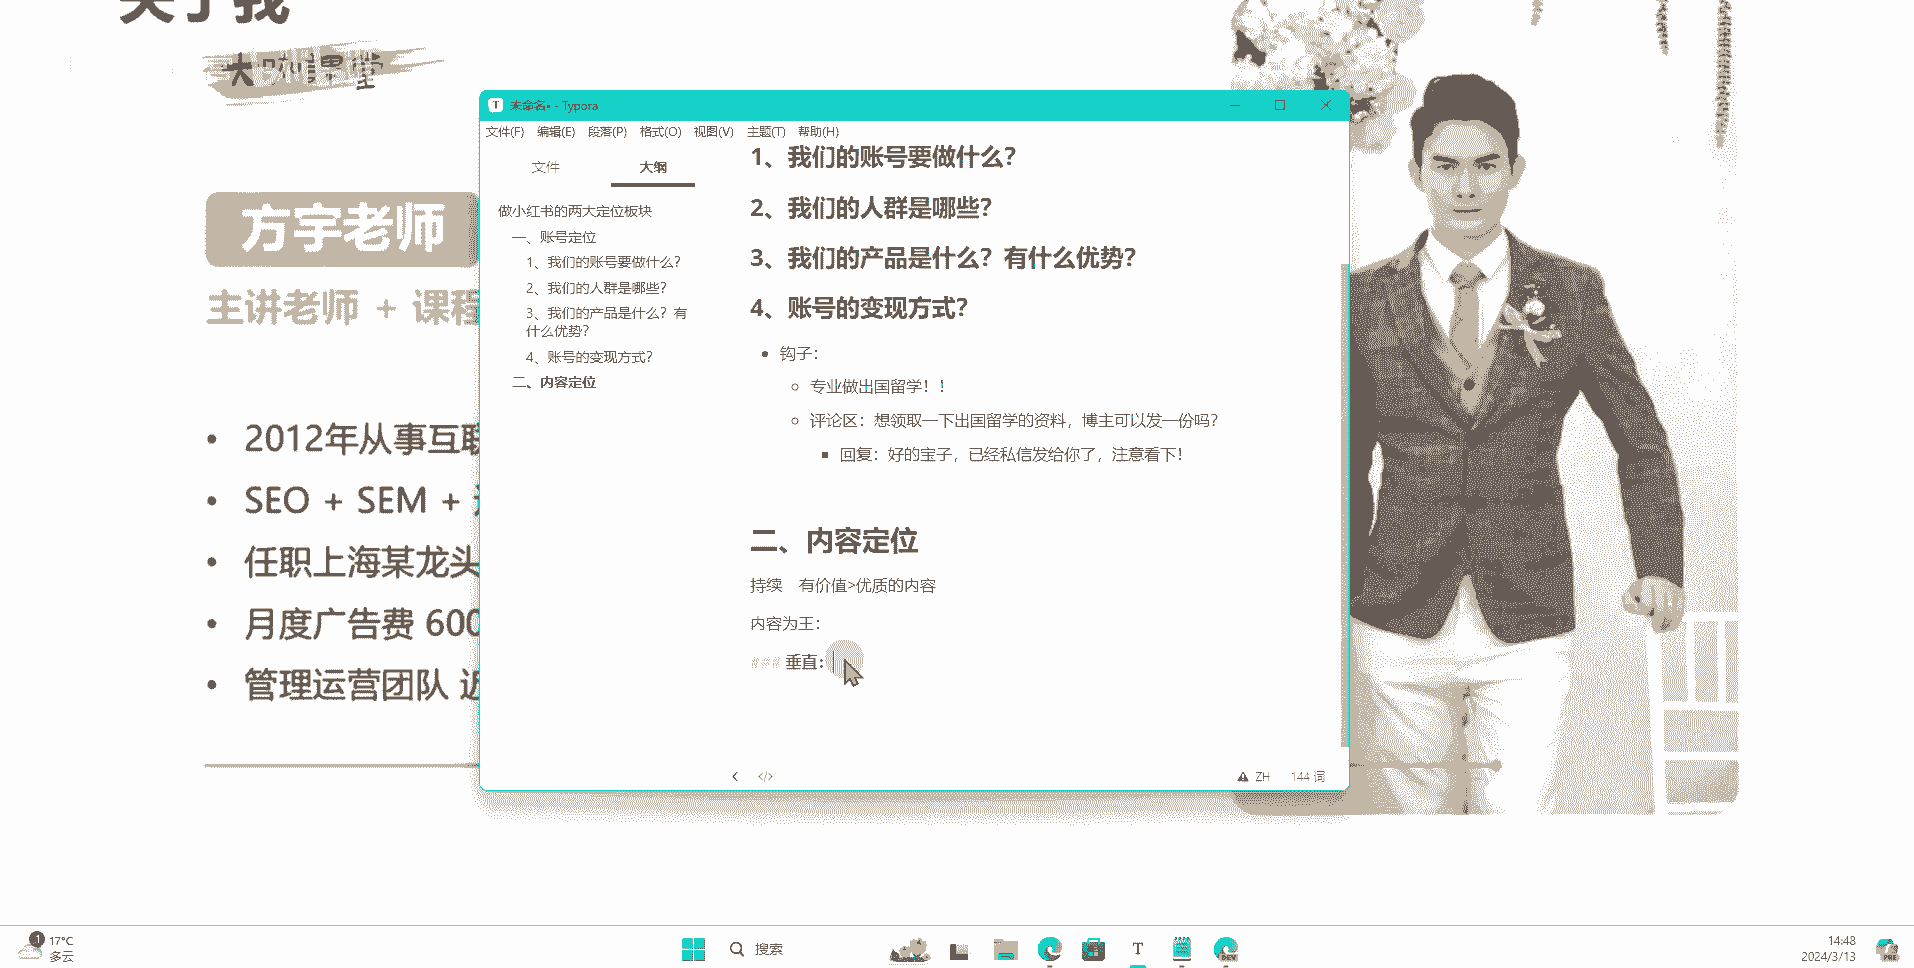 关于我
大咖课堂
方宇老师
主讲老师 + 课程
2012年从事互联
SEO + SEM +
任职上海某龙头
月度广告费 600
管理运营团队 近
未命名• - Typora
文件(F) 编辑(E) 段落(P) 格式(O) 视图(V) 主题(T) 帮助(H)
文件 大纲
做小红书的两大定位板块
一、账号定位
1、我们的账号要做什么？
2、我们的人群是哪些？
3、我们的产品是什么？有
什么优势？
4、账号的变现方式？
二、内容定位
1、我们的账号要做什么？
2、我们的人群是哪些？
3、我们的产品是什么？有什么优势？
4、账号的变现方式？
钩子：
专业做出国留学！！
评论区：想领取一下出国留学的资料，博主可以发一份吗？
回复：好的宝子，已经私信发给你了，注意看下！
二、内容定位
持续 有价值>优质的内容
内容为王：
### 垂直：
</> ZH 144 词
1 17°C
多云
搜索
T
DEV
14:48
2024/3/13
PRE